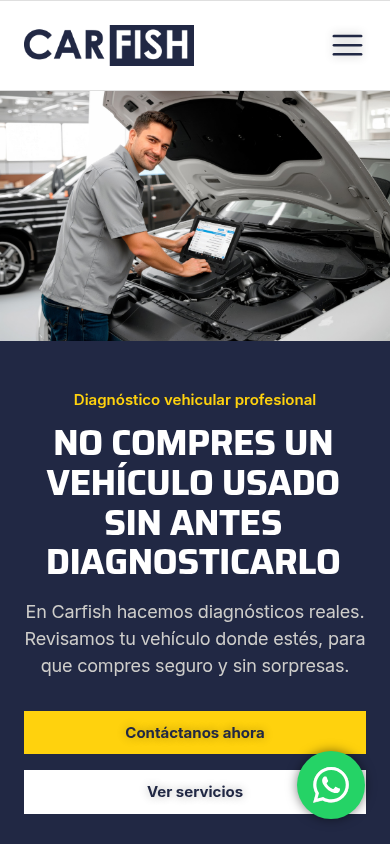 CARFISH
Diagnóstico vehicular profesional
NO COMPRES UN
VEHÍCULO USADO
SIN ANTES
DIAGNOSTICARLO
En Carfish hacemos diagnósticos reales.
Revisamos tu vehículo donde estés, para
que compres seguro y sin sorpresas.
Contáctanos ahora
Ver servicios